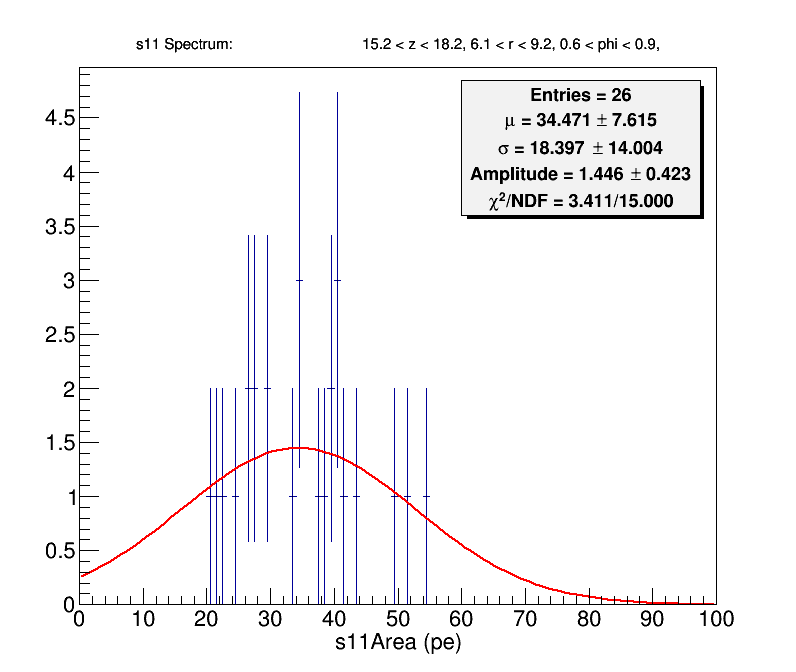 s11 Spectrum: 15.2 < z < 18.2, 6.1 < r < 9.2, 0.6 < phi < 0.9,
Entries = 26
μ = 34.471 ± 7.615
σ = 18.397 ± 14.004
Amplitude = 1.446 ± 0.423
χ²/NDF = 3.411/15.000
4.5
4
3.5
3
2.5
2
1.5
1
0.5
0
0 10 20 30 40 50 60 70 80 90 100
s11Area (pe)